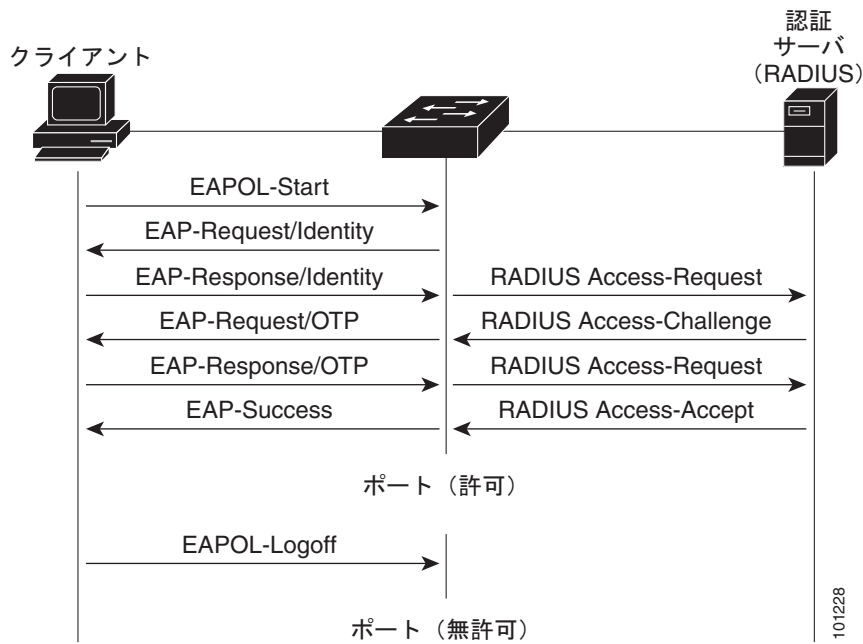 クライアント
認証
サーバ
（RADIUS）
EAPOL-Start
EAP-Request/Identity
EAP-Response/Identity
RADIUS Access-Request
EAP-Request/OTP
RADIUS Access-Challenge
EAP-Response/OTP
RADIUS Access-Request
EAP-Success
RADIUS Access-Accept
ポート（許可）
EAPOL-Logoff
ポート（無許可）
101228